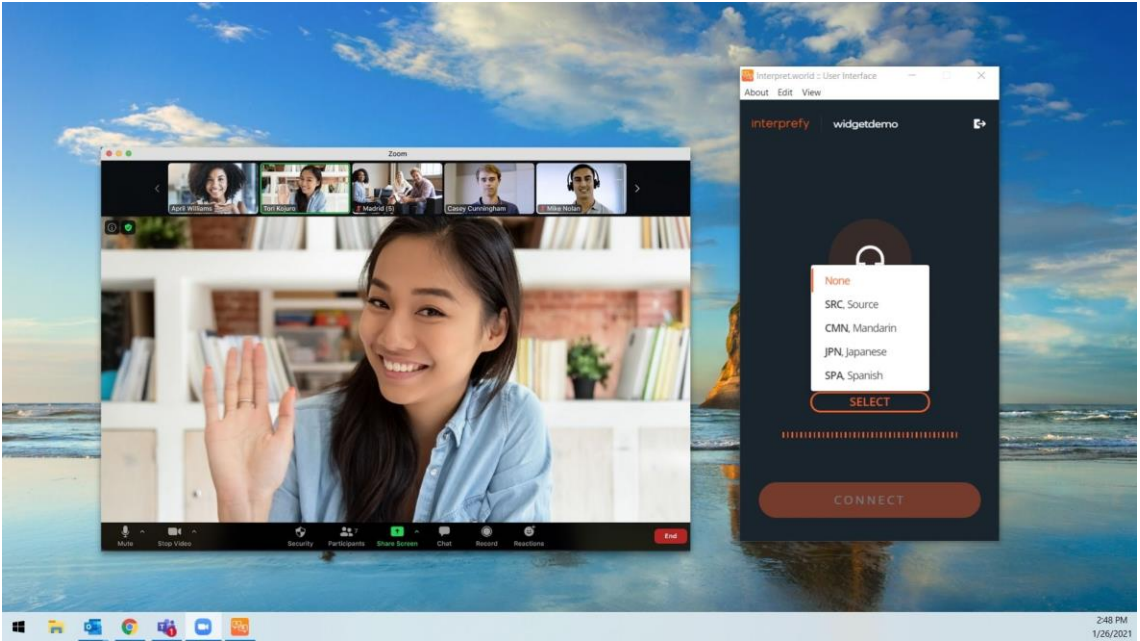 Zoom
April Williams
Tori Kojuro
Madrid (5)
Casey Cunningham
Mike Nolan
Mute
Stop Video
Security
Participants
7
Share Screen
Chat
Record
Reactions
End
Interpret.world :: User Interface
About Edit View
interprefy widgetdemo
None
SRC, Source
CMN, Mandarin
JPN, Japanese
SPA, Spanish
SELECT
CONNECT
2:48 PM
1/26/2021